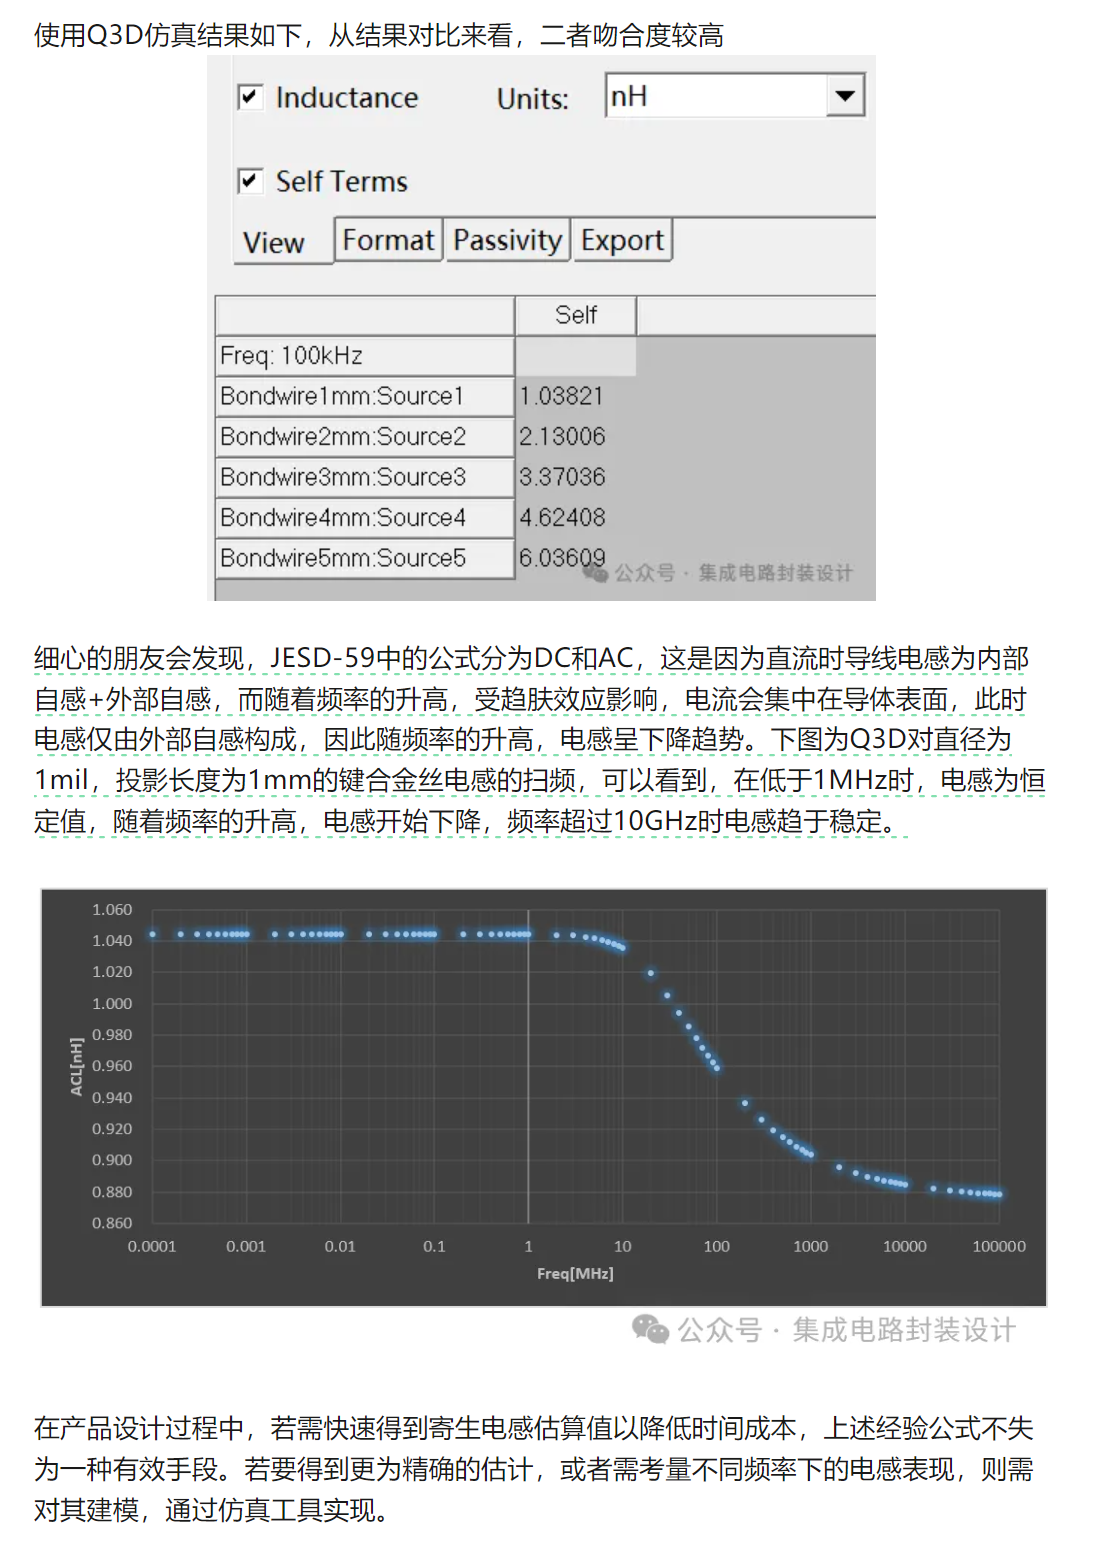 使用Q3D仿真结果如下，从结果对比来看，二者吻合度较高
Inductance Units: nH
Self Terms
View Format Passivity Export
Self
Freq: 100kHz
Bondwire1mm:Source1 1.03821
Bondwire2mm:Source2 2.13006
Bondwire3mm:Source3 3.37036
Bondwire4mm:Source4 4.62408
Bondwire5mm:Source5 6.03609
公众号 · 集成电路封装设计
细心的朋友会发现，JESD-59中的公式分为DC和AC，这是因为直流时导线电感为内部
自感+外部自感，而随着频率的升高，受趋肤效应影响，电流会集中在导体表面，此时
电感仅由外部自感构成，因此随频率的升高，电感呈下降趋势。下图为Q3D对直径为
1mil，投影长度为1mm的键合金丝电感的扫频，可以看到，在低于1MHz时，电感为恒
定值，随着频率的升高，电感开始下降，频率超过10GHz时电感趋于稳定。
1.060
1.040
1.020
1.000
0.980
0.960
0.940
0.920
0.900
0.880
0.860
ACL[nH]
0.0001 0.001 0.01 0.1 1 10 100 1000 10000 100000
Freq[MHz]
公众号 · 集成电路封装设计
在产品设计过程中，若需快速得到寄生电感估算值以降低时间成本，上述经验公式不失
为一种有效手段。若要得到更为精确的估计，或者需考量不同频率下的电感表现，则需
对其建模，通过仿真工具实现。